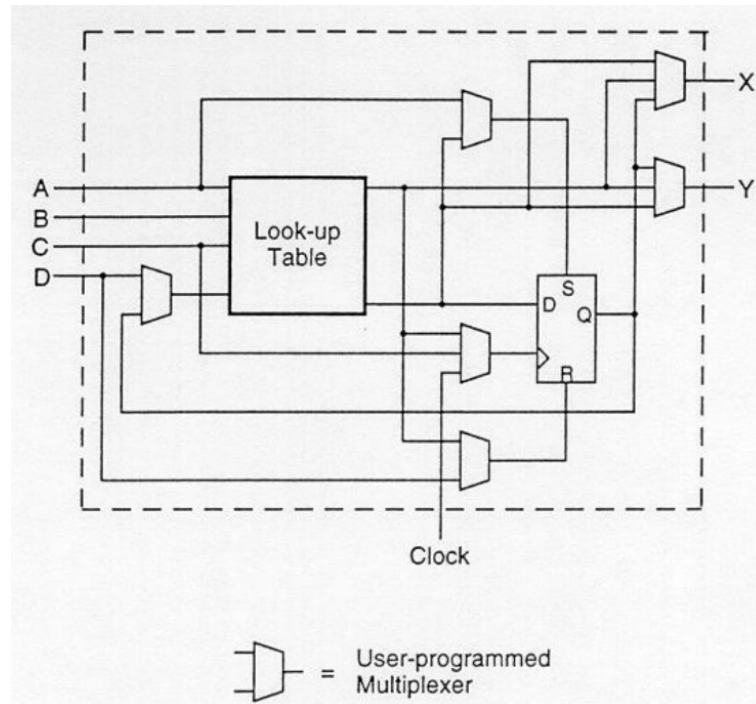 X
A
B
C
D
Look-up
Table
Y
S
D
Q
R
Clock
= User-programmed
Multiplexer